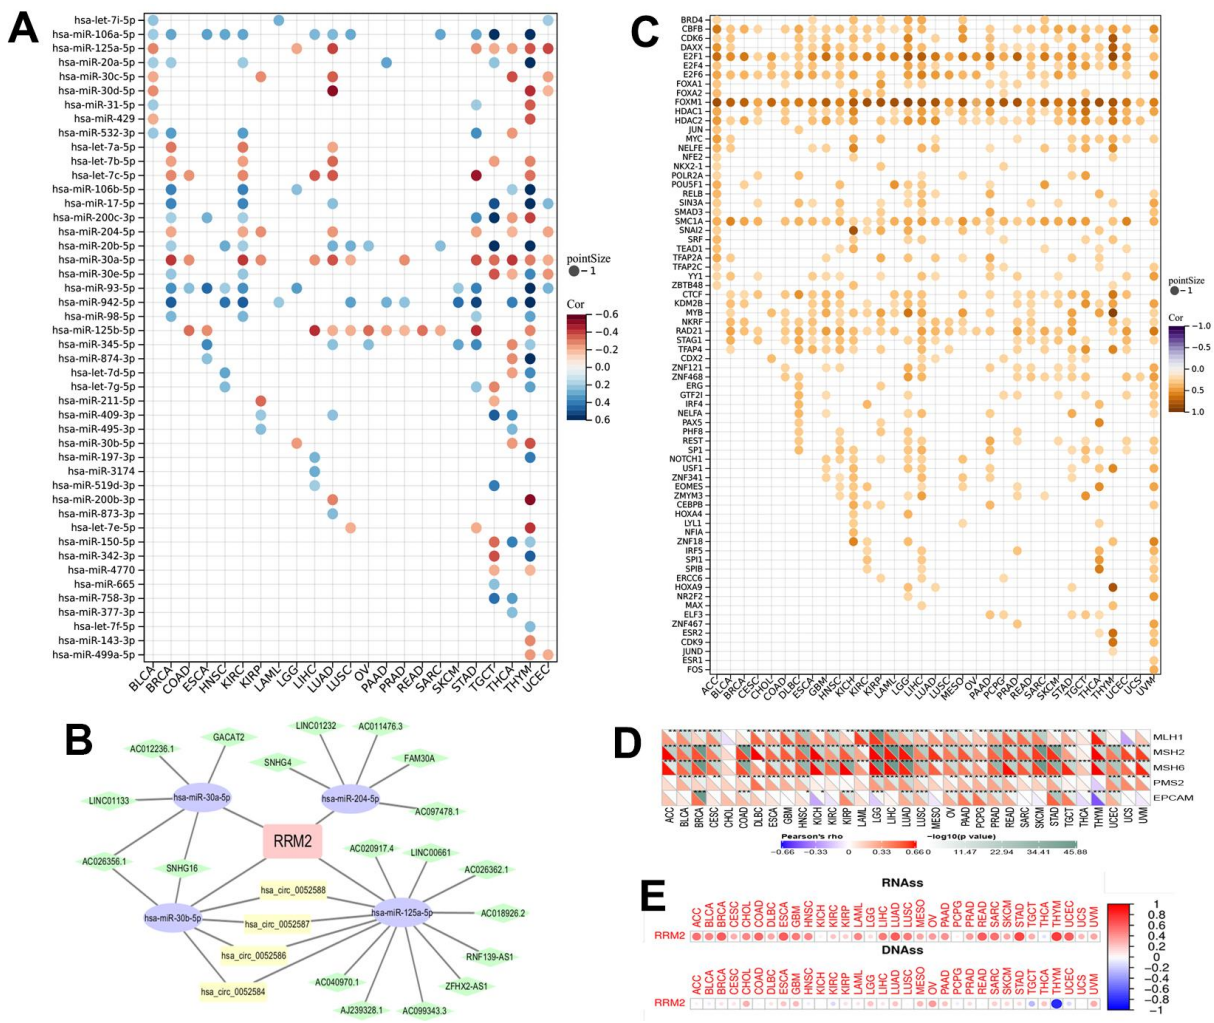 A
hsa-let-7i-5p
hsa-miR-106a-5p
hsa-miR-125a-5p
hsa-miR-20a-5p
hsa-miR-30c-5p
hsa-miR-30d-5p
hsa-miR-31-5p
hsa-miR-429
hsa-miR-532-3p
hsa-let-7a-5p
hsa-let-7b-5p
hsa-let-7c-5p
hsa-miR-106b-5p
hsa-miR-17-5p
hsa-miR-200c-3p
hsa-miR-204-5p
hsa-miR-20b-5p
hsa-miR-30a-5p
hsa-miR-30e-5p
hsa-miR-93-5p
hsa-miR-942-5p
hsa-miR-98-5p
hsa-miR-125b-5p
hsa-miR-345-5p
hsa-miR-874-3p
hsa-let-7d-5p
hsa-let-7g-5p
hsa-miR-211-5p
hsa-miR-409-3p
hsa-miR-495-3p
hsa-miR-30b-5p
hsa-miR-197-3p
hsa-miR-3174
hsa-miR-519d-3p
hsa-miR-200b-3p
hsa-miR-873-3p
hsa-let-7e-5p
hsa-miR-150-5p
hsa-miR-342-3p
hsa-miR-4770
hsa-miR-665
hsa-miR-758-3p
hsa-miR-377-3p
hsa-let-7f-5p
hsa-miR-143-3p
hsa-miR-499a-5p
BLCA BRCA COAD ESCA HNSC KIRC KIRP LAML LGG LIHC LUAD LUSC OV PAAD PRAD READ SARC SKCM STAD TGCT THCA THYM UCEC
pointSize
1
Cor
−0.6
−0.4
−0.2
0.0
0.2
0.4
0.6
C
BRD4
CBFB
CDK6
DAXX
E2F1
E2F4
E2F6
FOXA1
FOXA2
FOXM1
HDAC1
HDAC2
JUN
MYC
NELFE
NFE2
NKX2-1
POLR2A
POU5F1
RELB
SIN3A
SMAD3
SMC1A
SNAI2
SRF
TEAD1
TFAP2A
TFAP2C
YY1
ZBTB48
CTCF
KDM2B
MYB
NKRF
RAD21
STAG1
TFAP4
CDX2
ZNF121
ZNF468
ERG
GTF2I
IRF4
NELFA
PAX5
PHF8
REST
SP1
NOTCH1
USF1
ZNF341
EOMES
ZMYM3
CEBPB
HOXA4
LYL1
NFIA
ZNF18
IRF5
SPI1
SPIB
ERCC6
HOXA9
NR2F2
MAX
ELF3
ZNF467
ESR2
CDK9
JUND
ESR1
FOS
ACC BLCA BRCA CESC CHOL COAD DLBC ESCA GBM HNSC KICH KIRC KIRP LAML LGG LIHC LUAD LUSC MESO OV PAAD PCPG PRAD READ SARC SKCM STAD TGCT THCA THYM UCEC UCS UVM
pointSize
1
Cor
−1.0
−0.5
0.0
0.5
1.0
B
AC012236.1
GACAT2
LINC01133
hsa-miR-30a-5p
AC026356.1
SNHG16
hsa-miR-30b-5p
LINC01232
AC011476.3
SNHG4
FAM30A
hsa-miR-204-5p
AC097478.1
RRM2
AC020917.4
LINC00661
AC026362.1
hsa-miR-125a-5p
AC018926.2
RNF139-AS1
ZFHX2-AS1
AC099343.3
AJ239328.1
AC040970.1
hsa_circ_0052588
hsa_circ_0052587
hsa_circ_0052586
hsa_circ_0052584
D
MLH1
MSH2
MSH6
PMS2
EPCAM
ACC BLCA BRCA CESC CHOL COAD DLBC ESCA GBM HNSC KICH KIRC KIRP LAML LGG LIHC LUAD LUSC MESO OV PAAD PCPG PRAD READ SARC SKCM STAD TGCT THCA THYM UCEC UCS UVM
Pearson's rho
−0.66 −0.33 0 0.33 0.66
−log10(p value)
0 11.47 22.94 34.41 45.88
E
RNAss
ACC BLCA BRCA CESC CHOL COAD DLBC ESCA GBM HNSC KICH KIRC KIRP LAML LGG LIHC LUAD LUSC MESO OV PAAD PCPG PRAD READ SARC SKCM STAD TGCT THCA THYM UCEC UCS UVM
RRM2
DNAss
ACC BLCA BRCA CESC CHOL COAD DLBC ESCA GBM HNSC KICH KIRC KIRP LAML LGG LIHC LUAD LUSC MESO OV PAAD PCPG PRAD READ SARC SKCM STAD TGCT THCA THYM UCEC UCS UVM
RRM2
1
0.8
0.6
0.4
0.2
0
−0.2
−0.4
−0.6
−0.8
−1